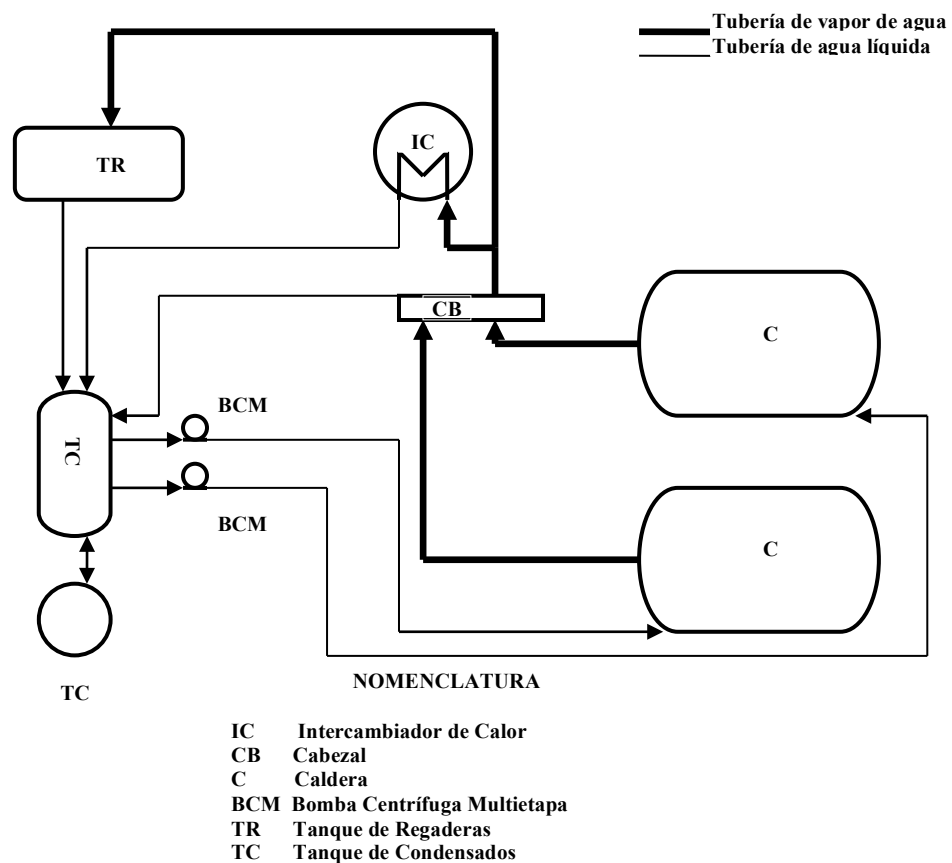 Tubería de vapor de agua
Tubería de agua líquida
IC
TR
CB
C
BCM
TC
BCM
C
TC
NOMENCLATURA
IC Intercambiador de Calor
CB Cabezal
C Caldera
BCM Bomba Centrífuga Multietapa
TR Tanque de Regaderas
TC Tanque de Condensados